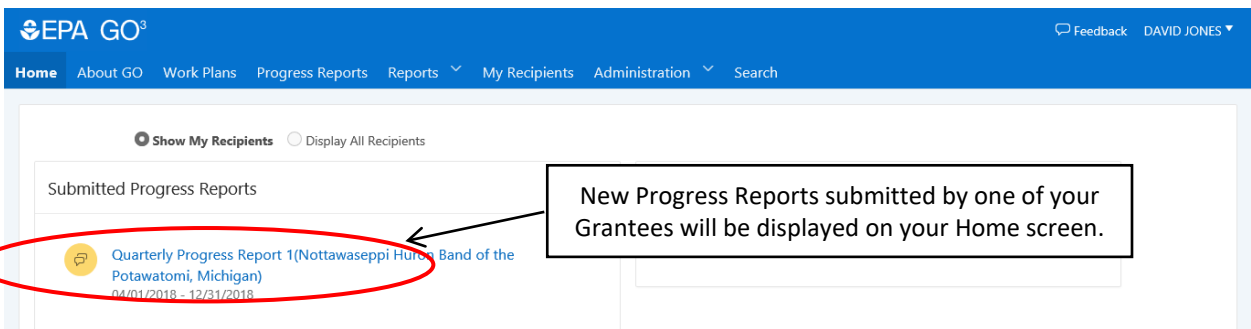 EPA GO³
Feedback DAVID JONES
Home About GO Work Plans Progress Reports Reports My Recipients Administration Search
Show My Recipients Display All Recipients
Submitted Progress Reports
New Progress Reports submitted by one of your
Grantees will be displayed on your Home screen.
Quarterly Progress Report 1(Nottawaseppi Huron Band of the
Potawatomi, Michigan)
04/01/2018 - 12/31/2018